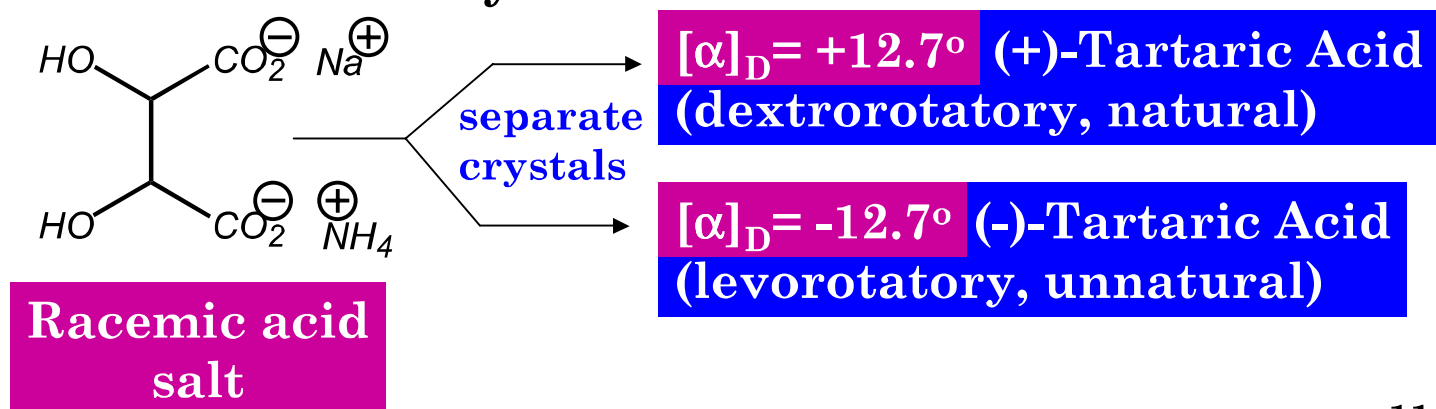 HO CO2⊖ Na⊕
HO CO2⊖ ⊕NH4
separate
crystals
[α]D= +12.7º (+)-Tartaric Acid
(dextrorotatory, natural)
[α]D= -12.7º (-)-Tartaric Acid
(levorotatory, unnatural)
Racemic acid
salt